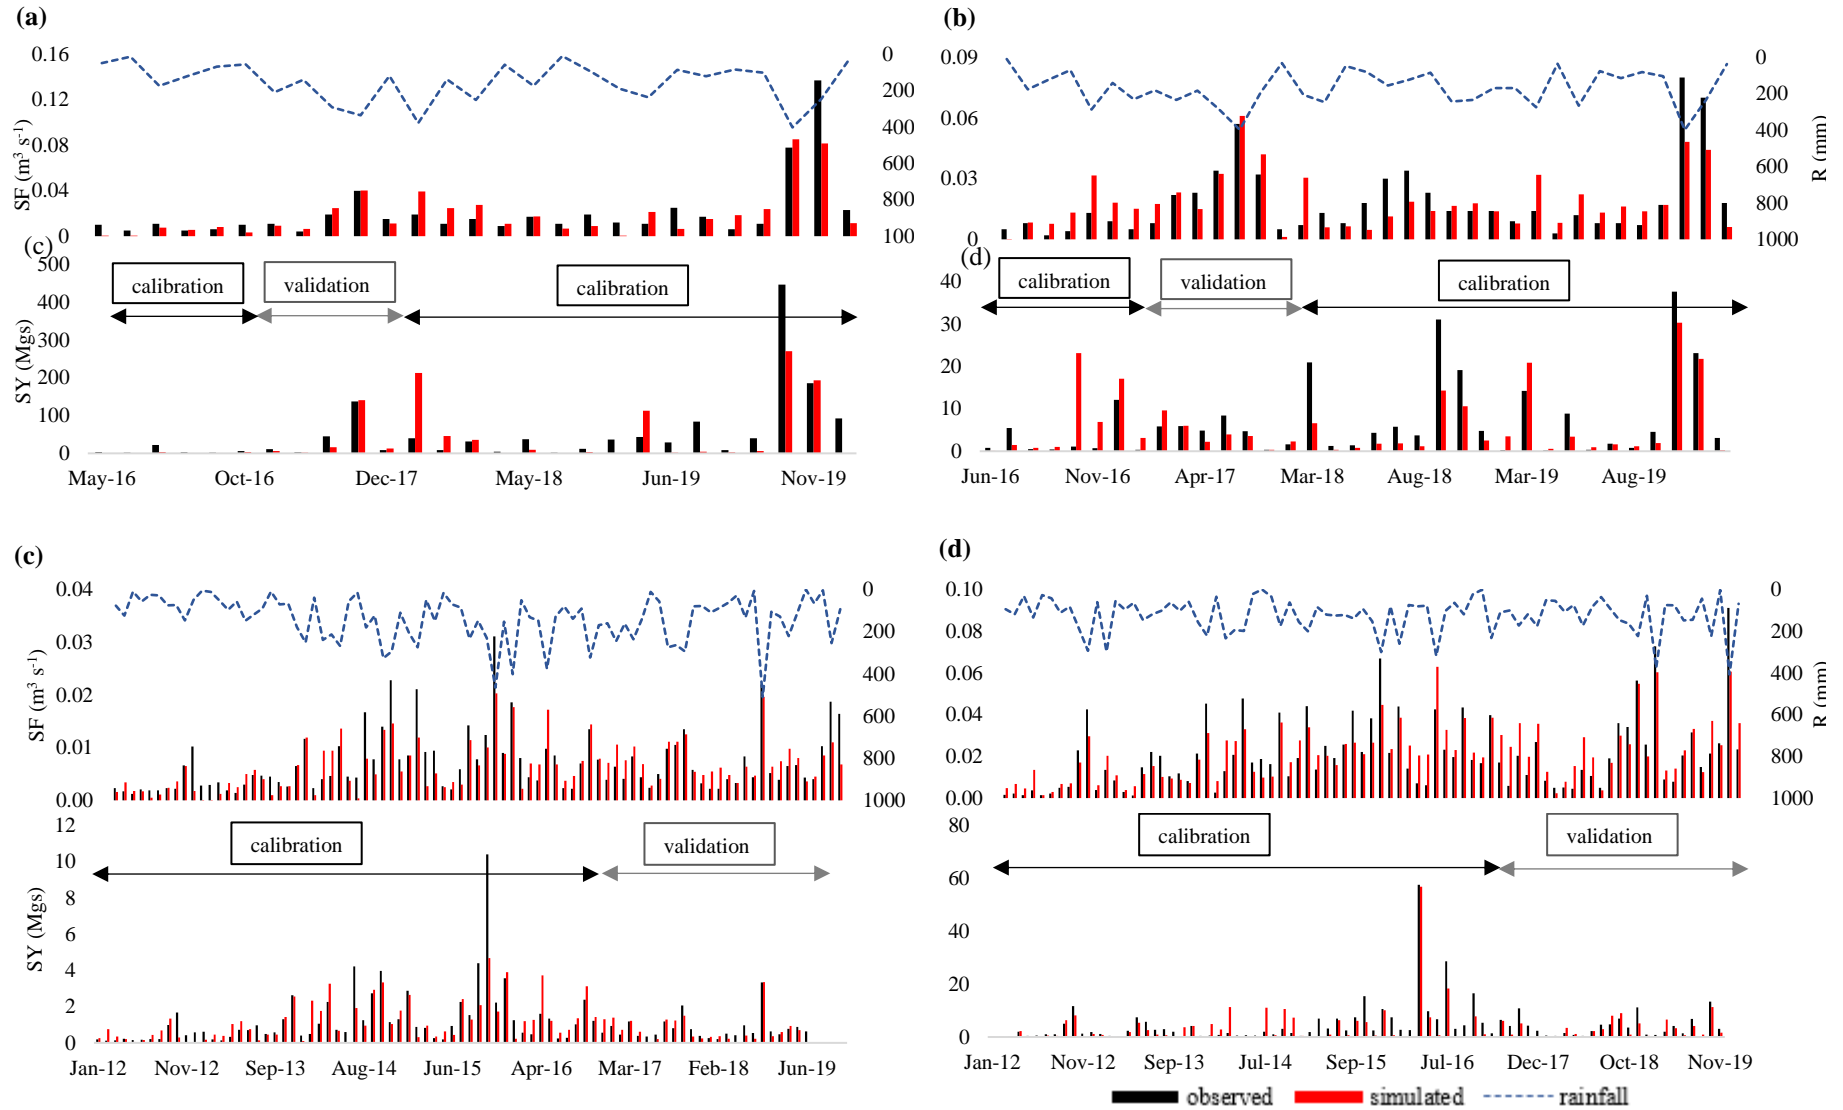 (a)
0.16
0.12
0.08
0.04
0
SF (m³ s⁻¹)
0
200
400
600
800
100
(c)
500
400
300
200
100
0
SY (Mgs)
calibration
validation
calibration
May-16
Oct-16
Dec-17
May-18
Jun-19
Nov-19
(b)
0.09
0.06
0.03
0
0
200
400
600
800
1000
R (mm)
(d)
40
30
20
10
0
calibration
validation
calibration
Jun-16
Nov-16
Apr-17
Mar-18
Aug-18
Mar-19
Aug-19
(c)
0.04
0.03
0.02
0.01
0.00
SF (m³ s⁻¹)
0
200
400
600
800
1000
12
10
8
6
4
2
0
SY (Mgs)
calibration
validation
Jan-12
Nov-12
Sep-13
Aug-14
Jun-15
Apr-16
Mar-17
Feb-18
Jun-19
(d)
0.10
0.08
0.06
0.04
0.02
0.00
0
200
400
600
800
1000
R (mm)
80
60
40
20
0
calibration
validation
Jan-12
Nov-12
Sep-13
Jul-14
Sep-15
Jul-16
Dec-17
Oct-18
Nov-19
observed
simulated
rainfall